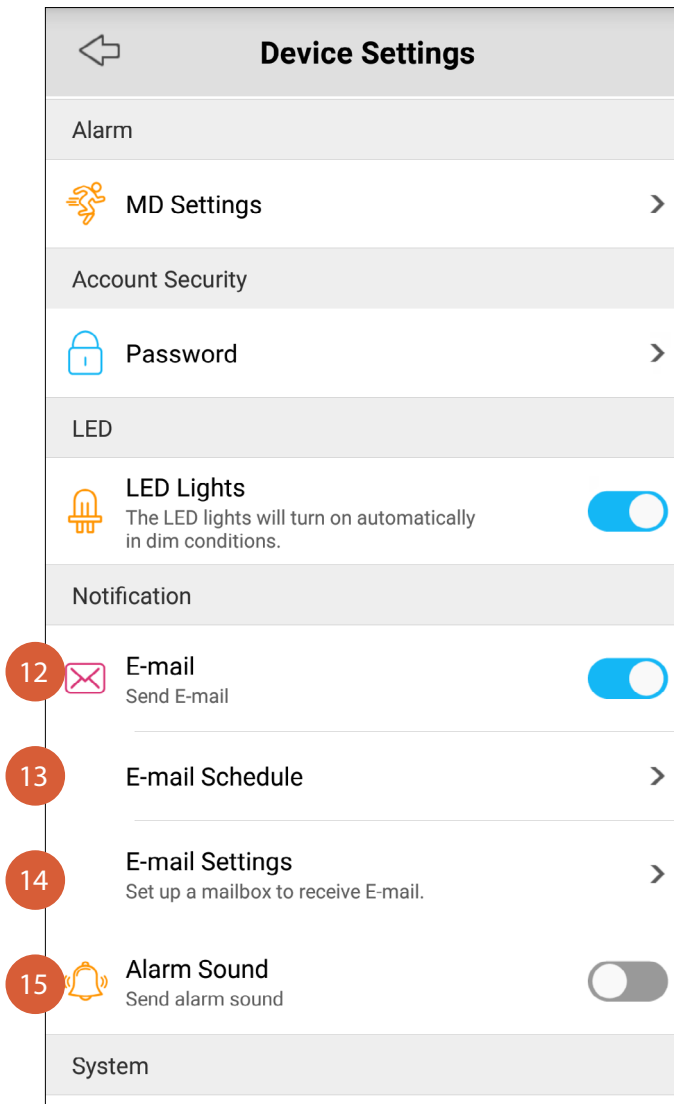 Device Settings
Alarm
MD Settings
Account Security
Password
LED
LED Lights
The LED lights will turn on automatically
in dim conditions.
Notification
12
E-mail
Send E-mail
13
E-mail Schedule
14
E-mail Settings
Set up a mailbox to receive E-mail.
15
Alarm Sound
Send alarm sound
System